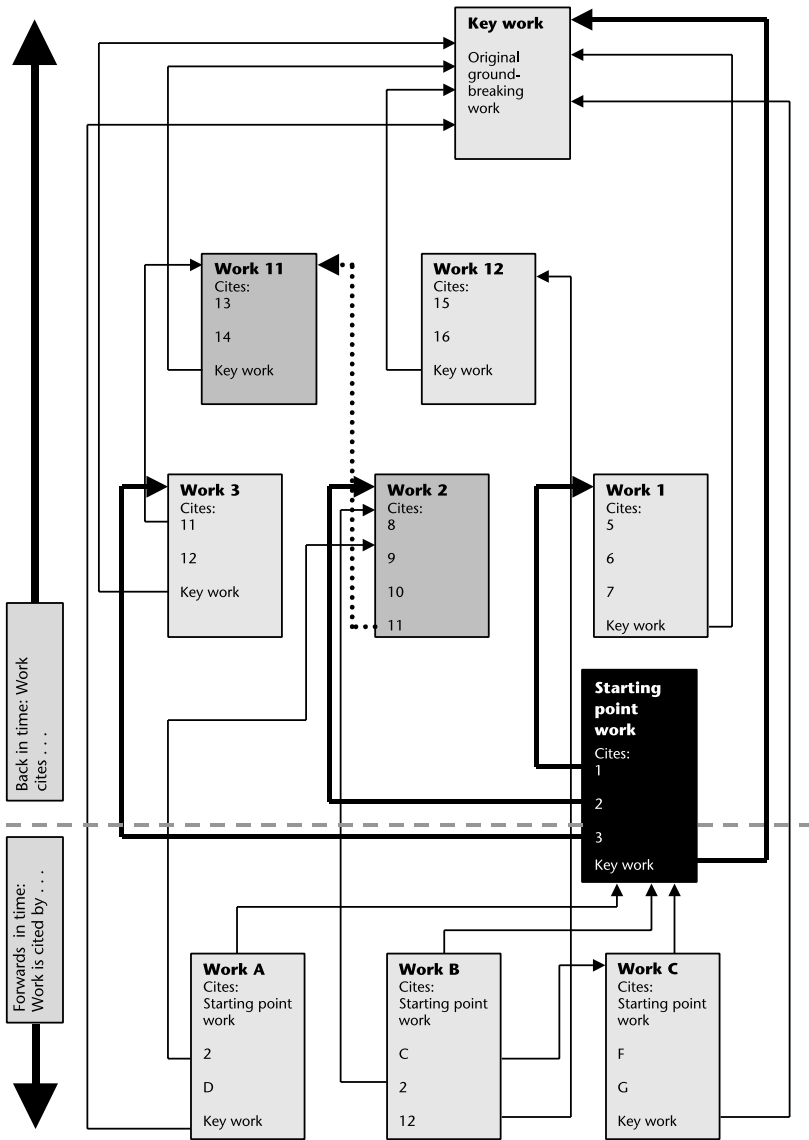 Key work
Original
ground-
breaking
work
Work 11
Cites:
13
14
Key work
Work 12
Cites:
15
16
Key work
Work 3
Cites:
11
12
Key work
Work 2
Cites:
8
9
10
11
Work 1
Cites:
5
6
7
Key work
Back in time: Work
cites . . .
Starting
point
work
Cites:
1
2
3
Key work
Forwards in time:
Work is cited by . . .
Work A
Cites:
Starting point
work
2
D
Key work
Work B
Cites:
Starting point
work
C
2
12
Work C
Cites:
Starting point
work
F
G
Key work